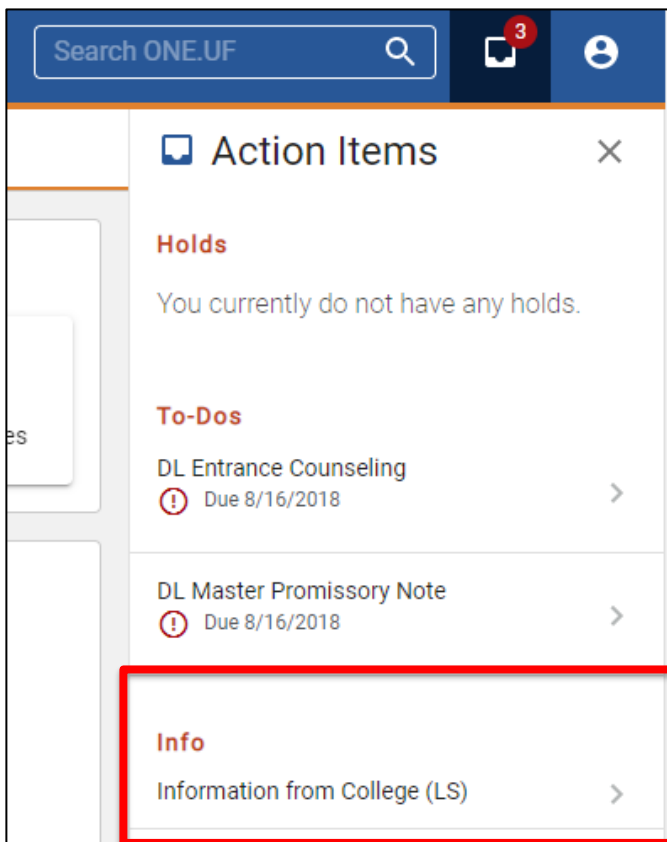 Search ONE.UF
3
Action Items
Holds
You currently do not have any holds.
es
To-Dos
DL Entrance Counseling
Due 8/16/2018
DL Master Promissory Note
Due 8/16/2018
Info
Information from College (LS)